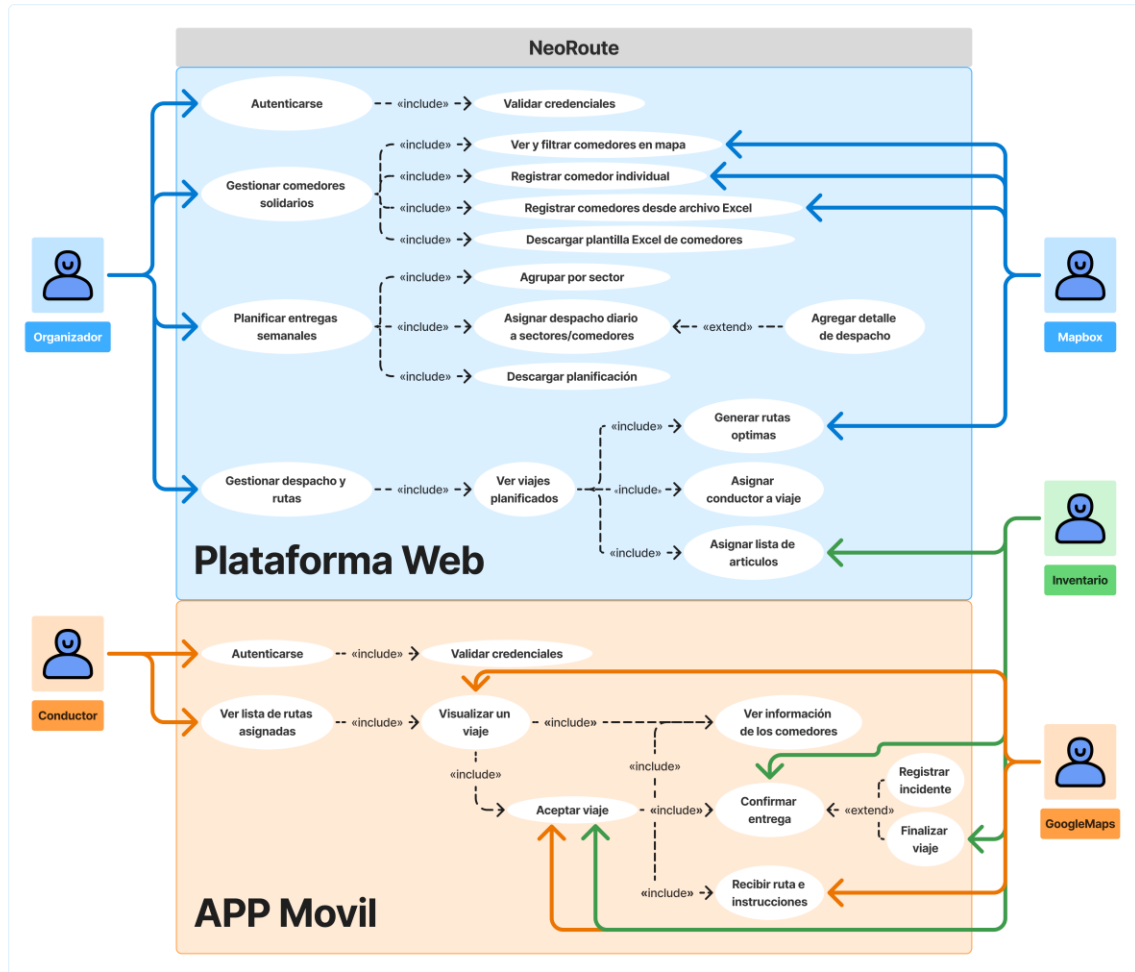 NeoRoute
Autenticarse
«include»
Validar credenciales
Gestionar comedores
solidarios
«include»
Ver y filtrar comedores en mapa
«include»
Registrar comedor individual
«include»
Registrar comedores desde archivo Excel
«include»
Descargar plantilla Excel de comedores
Organizador
Mapbox
Planificar entregas
semanales
«include»
Agrupar por sector
«include»
Asignar despacho diario
a sectores/comedores
«extend»
Agregar detalle
de despacho
«include»
Descargar planificación
Gestionar despacho y
rutas
«include»
Ver viajes
planificados
«include»
Generar rutas
optimas
«include»
Asignar
conductor a viaje
«include»
Asignar lista de
articulos
Plataforma Web
Inventario
Conductor
Autenticarse
«include»
Validar credenciales
Ver lista de rutas
asignadas
«include»
Visualizar un
viaje
«include»
Ver información
de los comedores
«include»
«include»
Aceptar viaje
«include»
Confirmar
entrega
«extend»
Registrar
incidente
Finalizar
viaje
GoogleMaps
«include»
Recibir ruta e
instrucciones
APP Movil